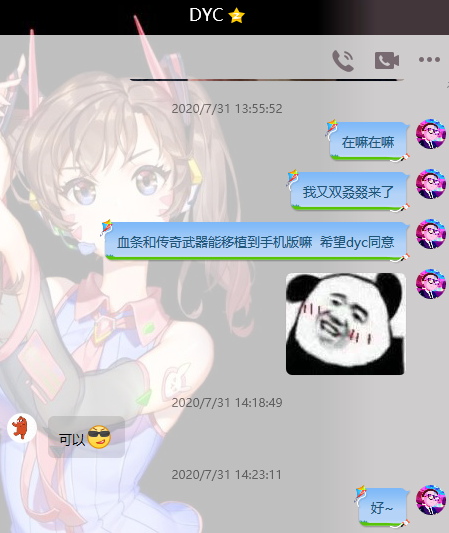 DYC
2020/7/31 13:55:52
在嘛在嘛
我又双叒叕来了
血条和传奇武器能移植到手机版嘛 希望dyc同意
2020/7/31 14:18:49
可以
2020/7/31 14:23:11
好~